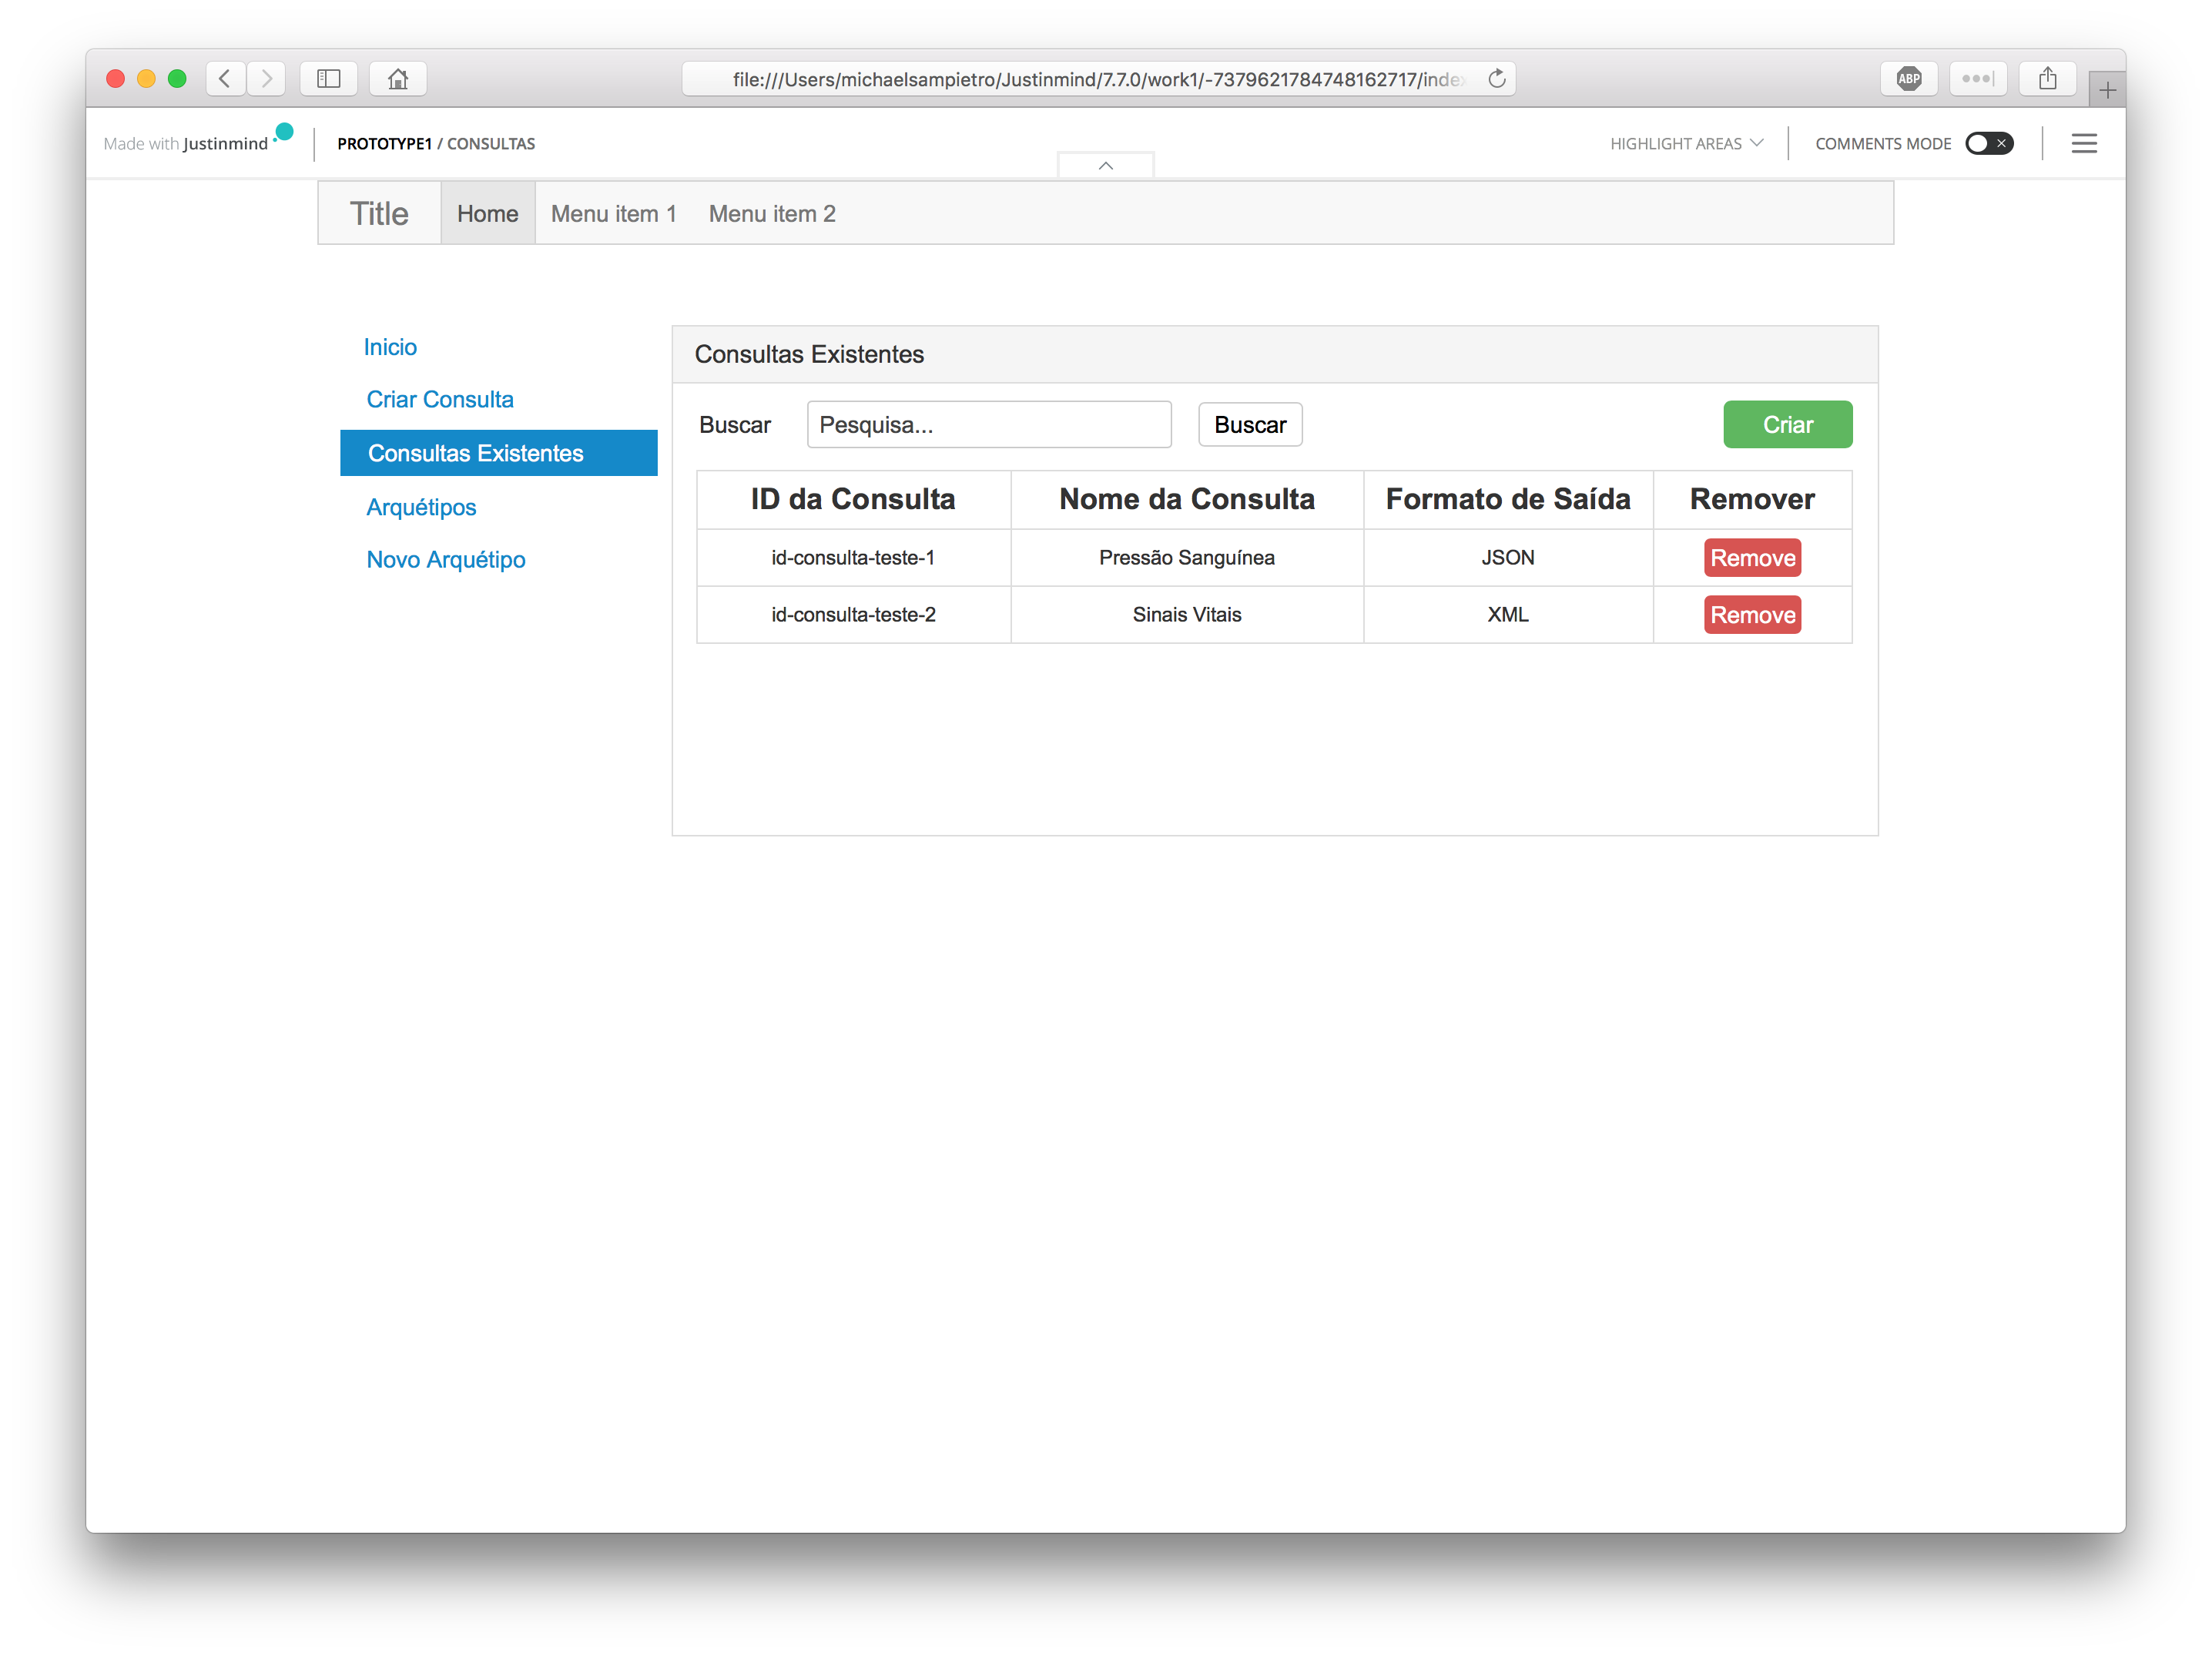 file:///Users/michaelsampietro/Justinmind/7.7.0/work1/-7379621784748162717/index
ABP
Made with Justinmind
PROTOTYPE1 / CONSULTAS
HIGHLIGHT AREAS
COMMENTS MODE
Title
Home
Menu item 1
Menu item 2
Inicio
Criar Consulta
Consultas Existentes
Arquétipos
Novo Arquétipo
Consultas Existentes
Buscar
Pesquisa...
Buscar
Criar
ID da Consulta Nome da Consulta Formato de Saída Remover
id-consulta-teste-1 Pressão Sanguínea JSON Remove
id-consulta-teste-2 Sinais Vitais XML Remove